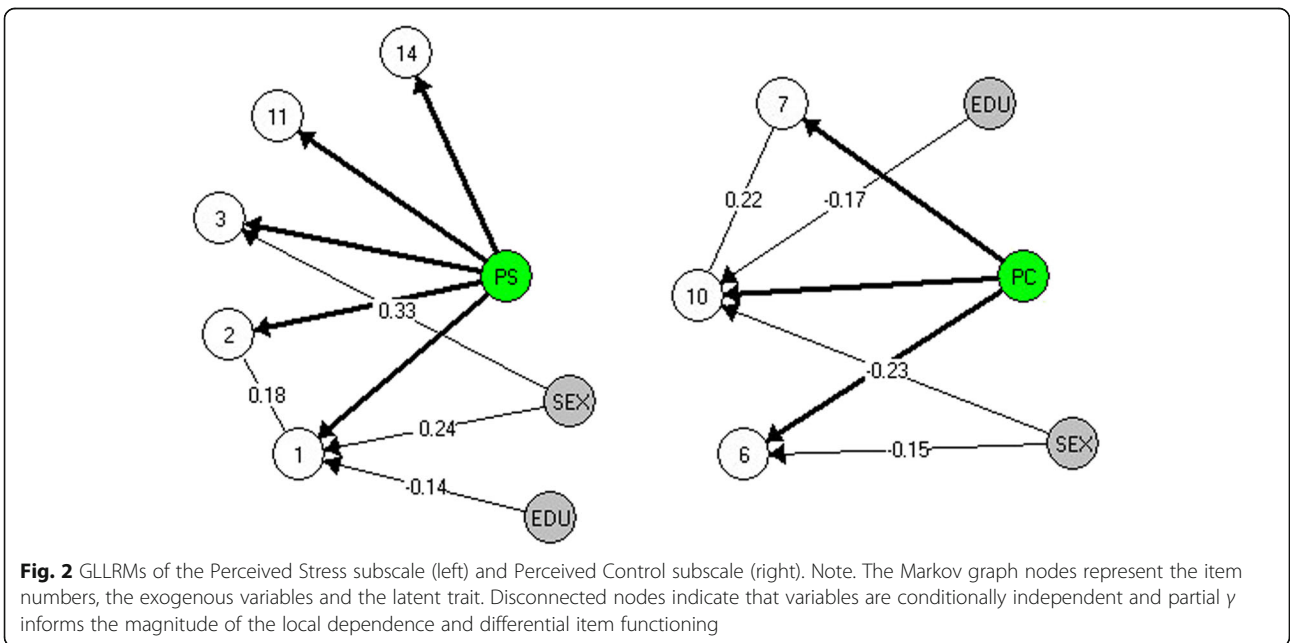 14
11
7
EDU
3
0.22
-0.17
PS
PC
10
0.33
2
0.18
-0.23
SEX
0.24
1
6
-0.15
SEX
-0.14
EDU
Fig. 2 GLLRMs of the Perceived Stress subscale (left) and Perceived Control subscale (right). Note. The Markov graph nodes represent the item
numbers, the exogenous variables and the latent trait. Disconnected nodes indicate that variables are conditionally independent and partial γ
informs the magnitude of the local dependence and differential item functioning